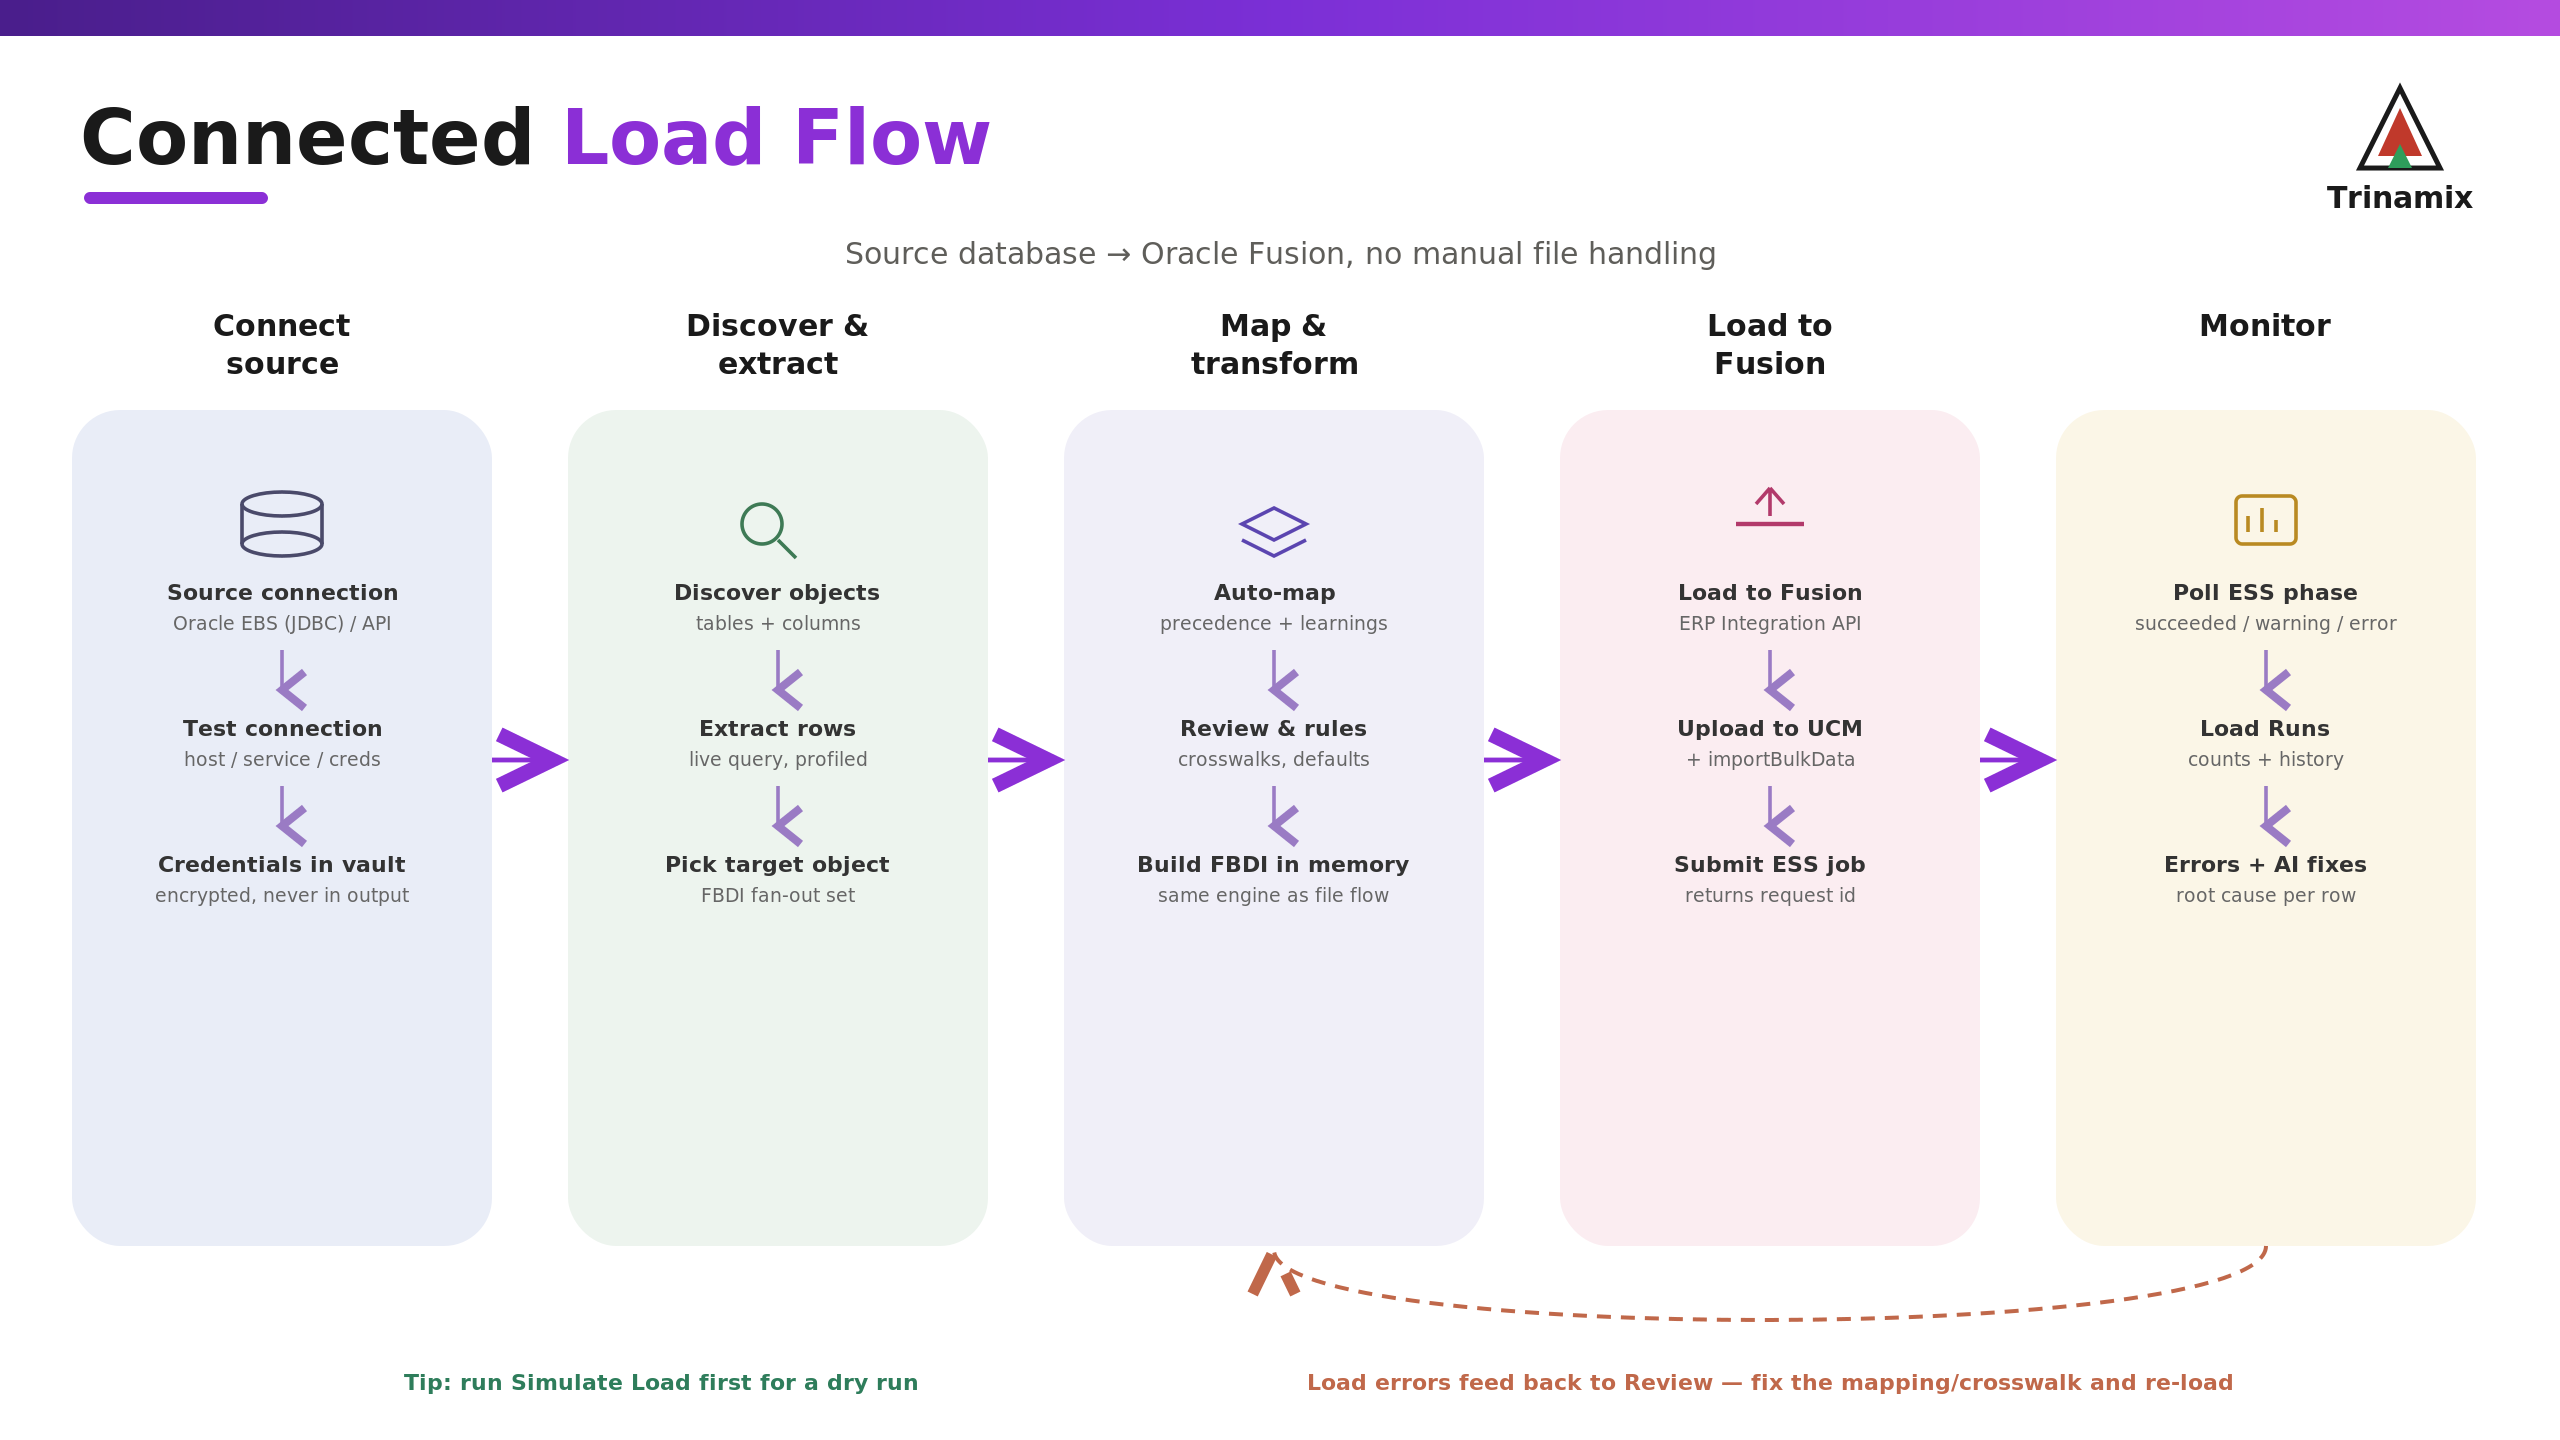 Connected Load Flow
Trinamix
Source database → Oracle Fusion, no manual file handling
Connect
source
Source connection
Oracle EBS (JDBC) / API
Test connection
host / service / creds
Credentials in vault
encrypted, never in output
Discover &
extract
Discover objects
tables + columns
Extract rows
live query, profiled
Pick target object
FBDI fan-out set
Map &
transform
Auto-map
precedence + learnings
Review & rules
crosswalks, defaults
Build FBDI in memory
same engine as file flow
Load to
Fusion
Load to Fusion
ERP Integration API
Upload to UCM
+ importBulkData
Submit ESS job
returns request id
Monitor
Poll ESS phase
succeeded / warning / error
Load Runs
counts + history
Errors + AI fixes
root cause per row
Tip: run Simulate Load first for a dry run
Load errors feed back to Review — fix the mapping/crosswalk and re-load